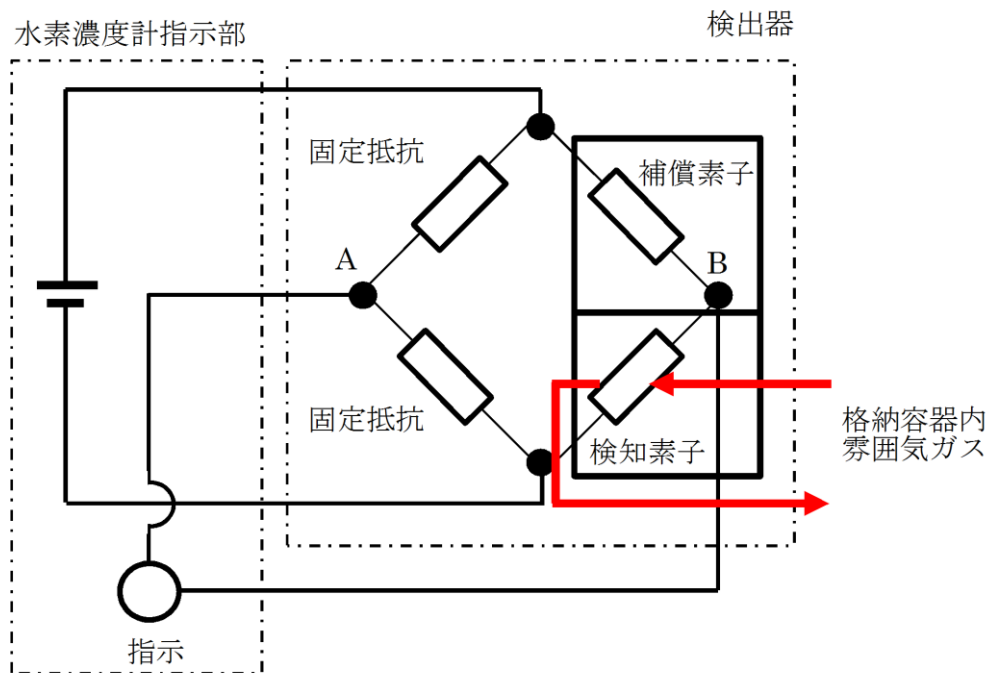 水素濃度計指示部
検出器
固定抵抗
補償素子
A
B
固定抵抗
検知素子
格納容器内
雰囲気ガス
指示